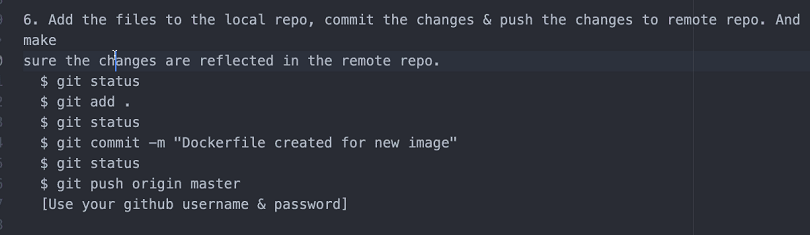 6. Add the files to the local repo, commit the changes & push the changes to remote repo. And
make
sure the changes are reflected in the remote repo.
$ git status
$ git add .
$ git status
$ git commit -m "Dockerfile created for new image"
$ git status
$ git push origin master
[Use your github username & password]